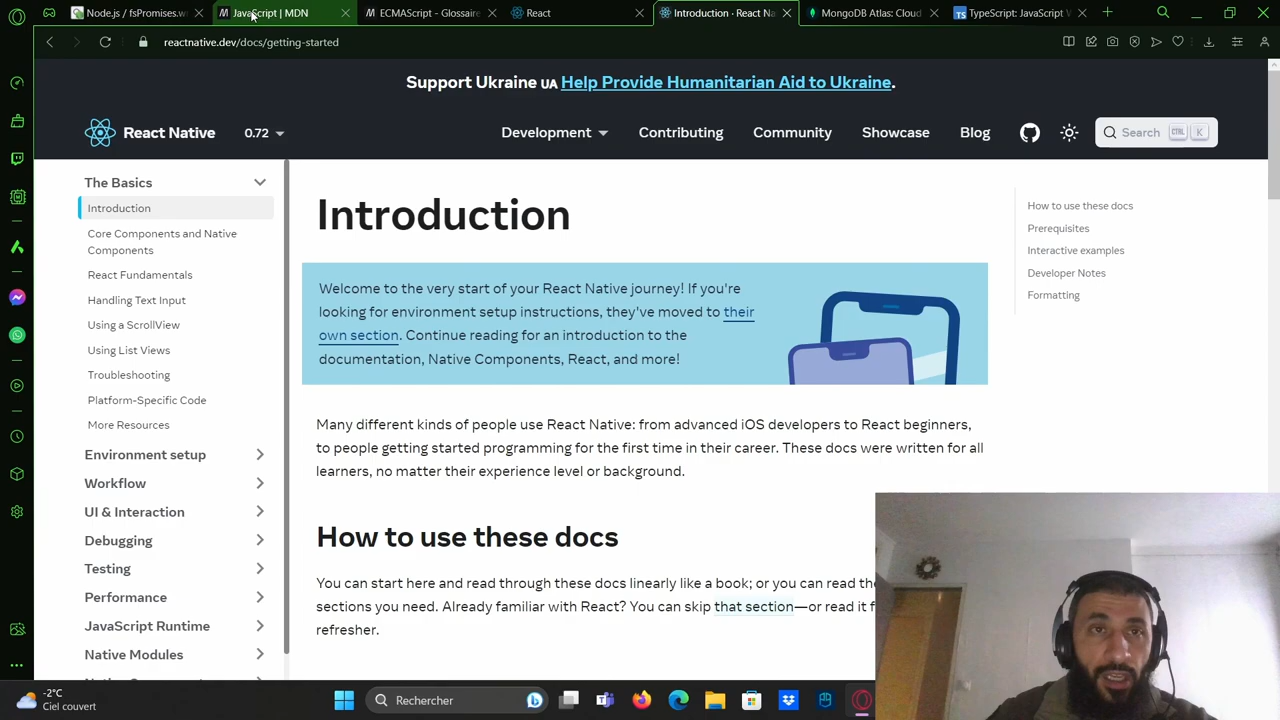 Node.js / fsPromises.wr
JavaScript | MDN
ECMAScript - Glossaire
React
Introduction · React Na
MongoDB Atlas: Cloud
TypeScript: JavaScript
reactnative.dev/docs/getting-started
Support Ukraine UA Help Provide Humanitarian Aid to Ukraine.
React Native
0.72
Development
Contributing
Community
Showcase
Blog
Search CTRL K
The Basics
Introduction
Core Components and Native
Components
React Fundamentals
Handling Text Input
Using a ScrollView
Using List Views
Troubleshooting
Platform-Specific Code
More Resources
Environment setup
Workflow
UI & Interaction
Debugging
Testing
Performance
JavaScript Runtime
Native Modules
Introduction
Welcome to the very start of your React Native journey! If you're
looking for environment setup instructions, they've moved to their
own section. Continue reading for an introduction to the
documentation, Native Components, React, and more!
Many different kinds of people use React Native: from advanced iOS developers to React beginners,
to people getting started programming for the first time in their career. These docs were written for all
learners, no matter their experience level or background.
How to use these docs
You can start here and read through these docs linearly like a book; or you can read the
sections you need. Already familiar with React? You can skip that section—or read it f
refresher.
How to use these docs
Prerequisites
Interactive examples
Developer Notes
Formatting
-2°C
Ciel couvert
Rechercher